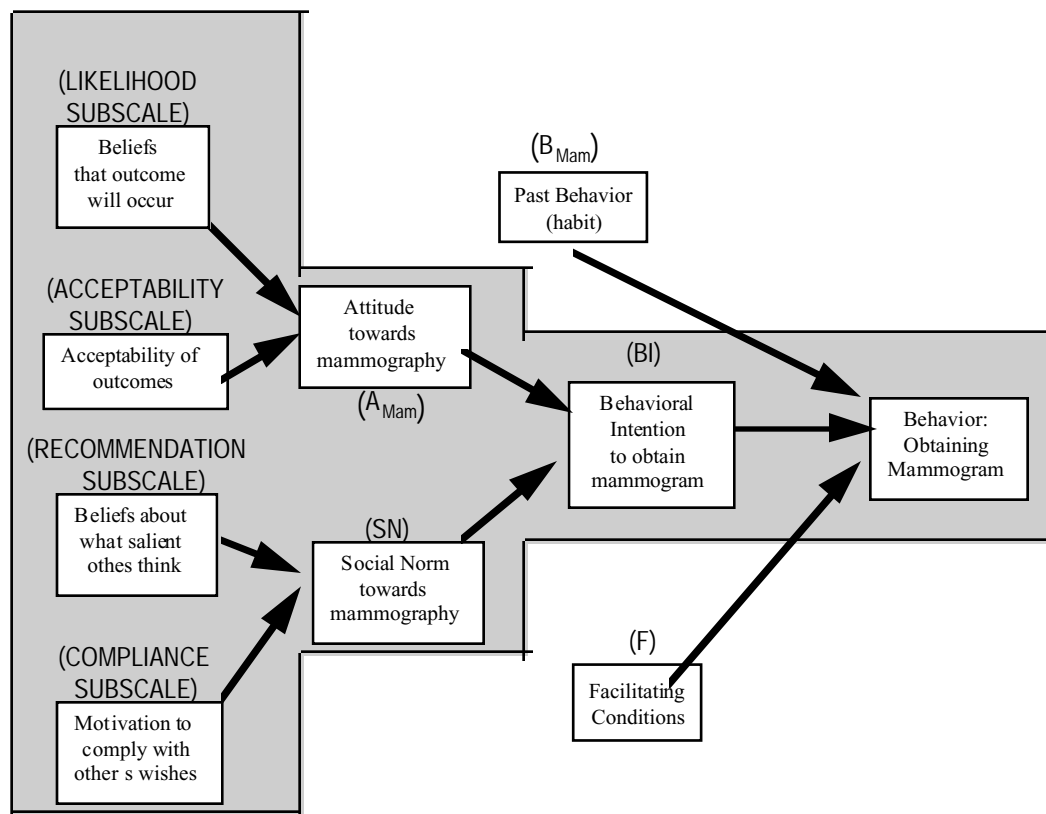 (LIKELIHOOD
SUBSCALE)
Beliefs
that outcome
will occur
(ACCEPTABILITY
SUBSCALE)
Acceptability of
outcomes
(RECOMMENDATION
SUBSCALE)
Beliefs about
what salient
othes think
(COMPLIANCE
SUBSCALE)
Motivation to
comply with
other s wishes
Attitude
towards
mammography
(A Mam)
(SN)
Social Norm
towards
mammography
(B Mam)
Past Behavior
(habit)
(BI)
Behavioral
Intention
to obtain
mammogram
(F)
Facilitating
Conditions
Behavior:
Obtaining
Mammogram